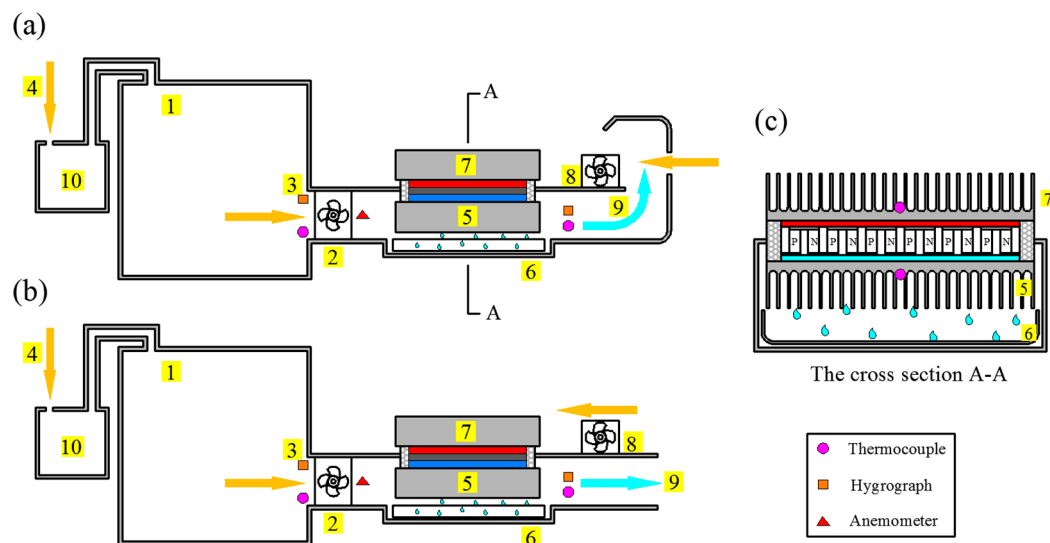 (a)
4
1
10
3
2
A
7
5
6
A
8
9
(b)
4
1
10
3
2
7
5
6
8
9
(c)
7
P N P N P N P N P N P N
5
6
The cross section A-A
Thermocouple
Hygrograph
Anemometer